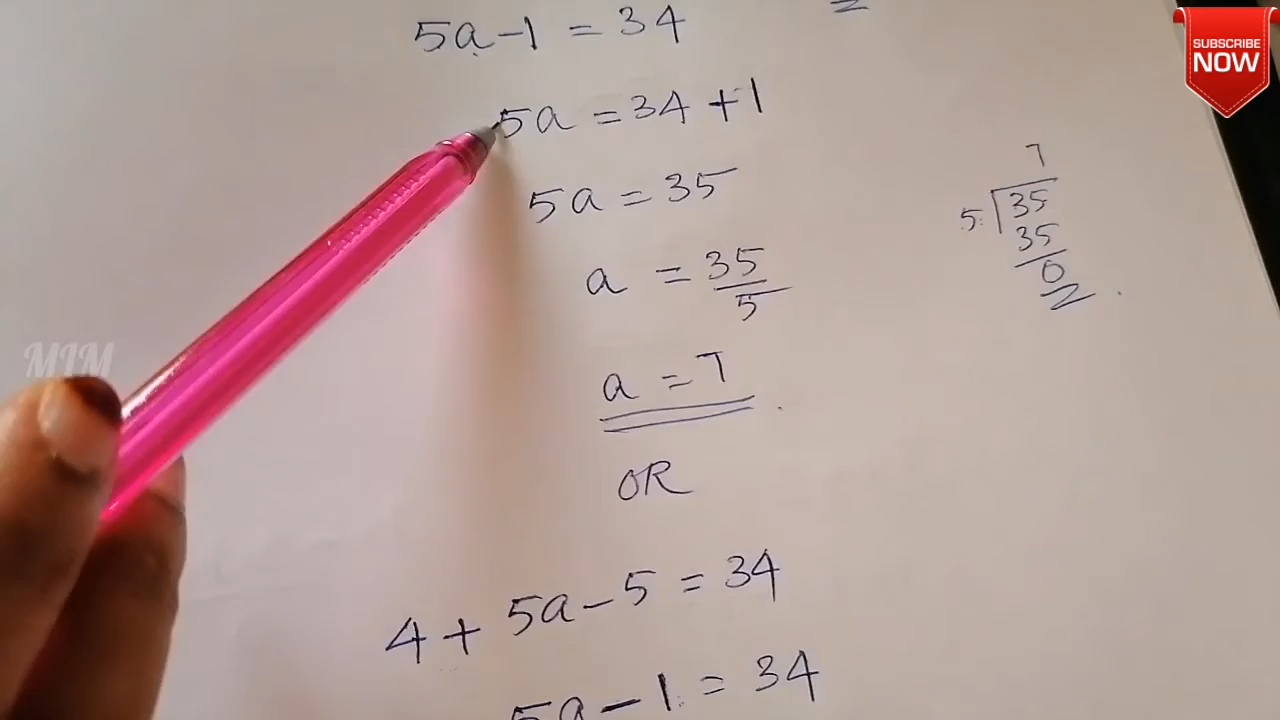 5a - 1 = 34
5a = 34 + 1
5a = 35
a = 35/5
a = 7
OR
4 + 5a - 5 = 34
5a - 1 = 34
7
5 35
35
0
SUBSCRIBE
NOW
MIM